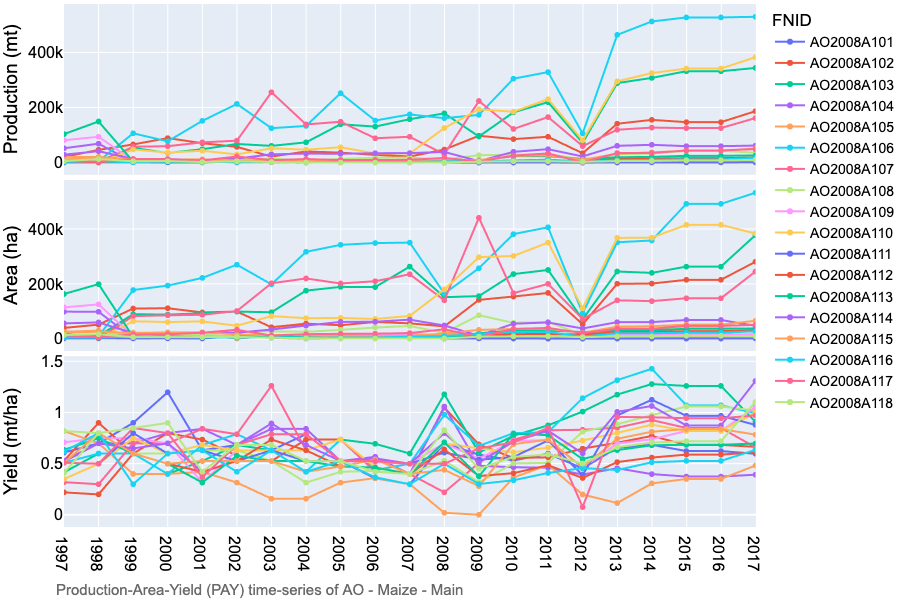 FNID
AO2008A101
AO2008A102
AO2008A103
AO2008A104
AO2008A105
AO2008A106
AO2008A107
AO2008A108
AO2008A109
AO2008A110
AO2008A111
AO2008A112
AO2008A113
AO2008A114
AO2008A115
AO2008A116
AO2008A117
AO2008A118
Production (mt)
400k
200k
0
Area (ha)
400k
200k
0
Yield (mt/ha)
1.5
1
0.5
0
1997 1998 1999 2000 2001 2002 2003 2004 2005 2006 2007 2008 2009 2010 2011 2012 2013 2014 2015 2016 2017
Production-Area-Yield (PAY) time-series of AO - Maize - Main